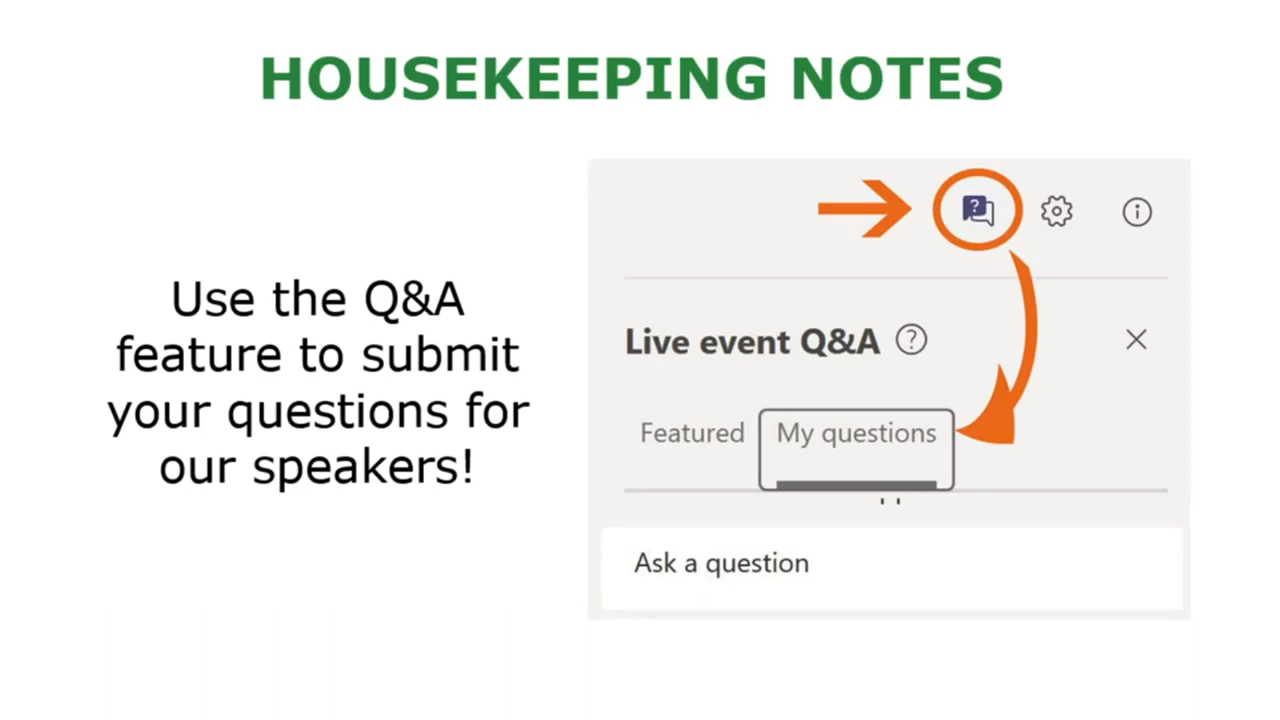 HOUSEKEEPING NOTES
Use the Q&A
feature to submit
your questions for
our speakers!
Live event Q&A
Featured
My questions
Ask a question